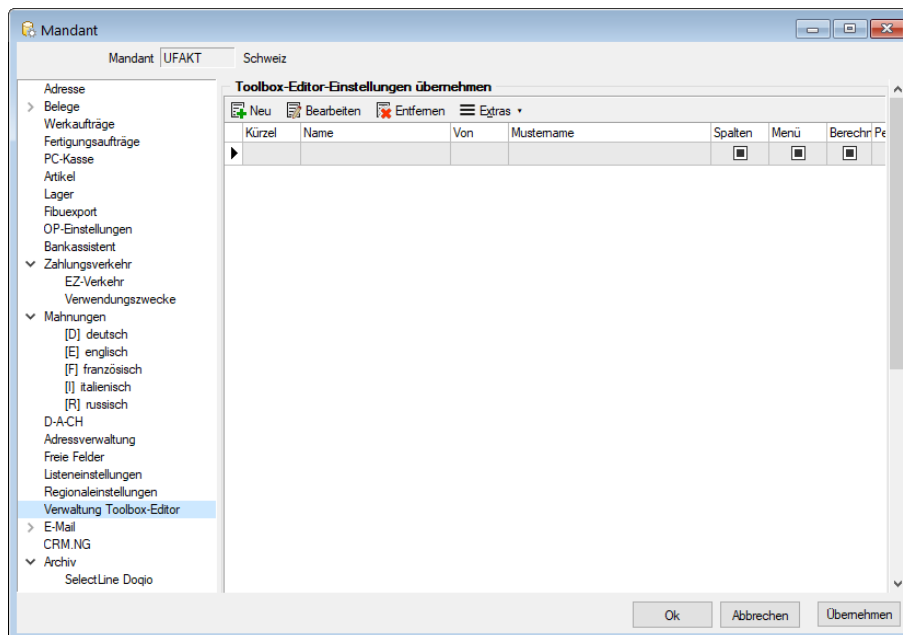 Mandant
Mandant UFAKT Schweiz
Adresse
Belege
Werkaufträge
Fertigungsaufträge
PC-Kasse
Artikel
Lager
Fibuexport
OP-Einstellungen
Bankassistent
Zahlungsverkehr
EZ-Verkehr
Verwendungszwecke
Mahnungen
[D] deutsch
[E] englisch
[F] französisch
[I] italienisch
[R] russisch
D-A-CH
Adressverwaltung
Freie Felder
Listeneinstellungen
Regionaleinstellungen
Verwaltung Toolbox-Editor
E-Mail
CRM.NG
Archiv
SelectLine Doqio
Toolbox-Editor-Einstellungen übernehmen
Neu Bearbeiten Entfernen Extras
Kürzel Name Von Mustername Spalten Menü Berechn Pe
Ok Abbrechen Übernehmen